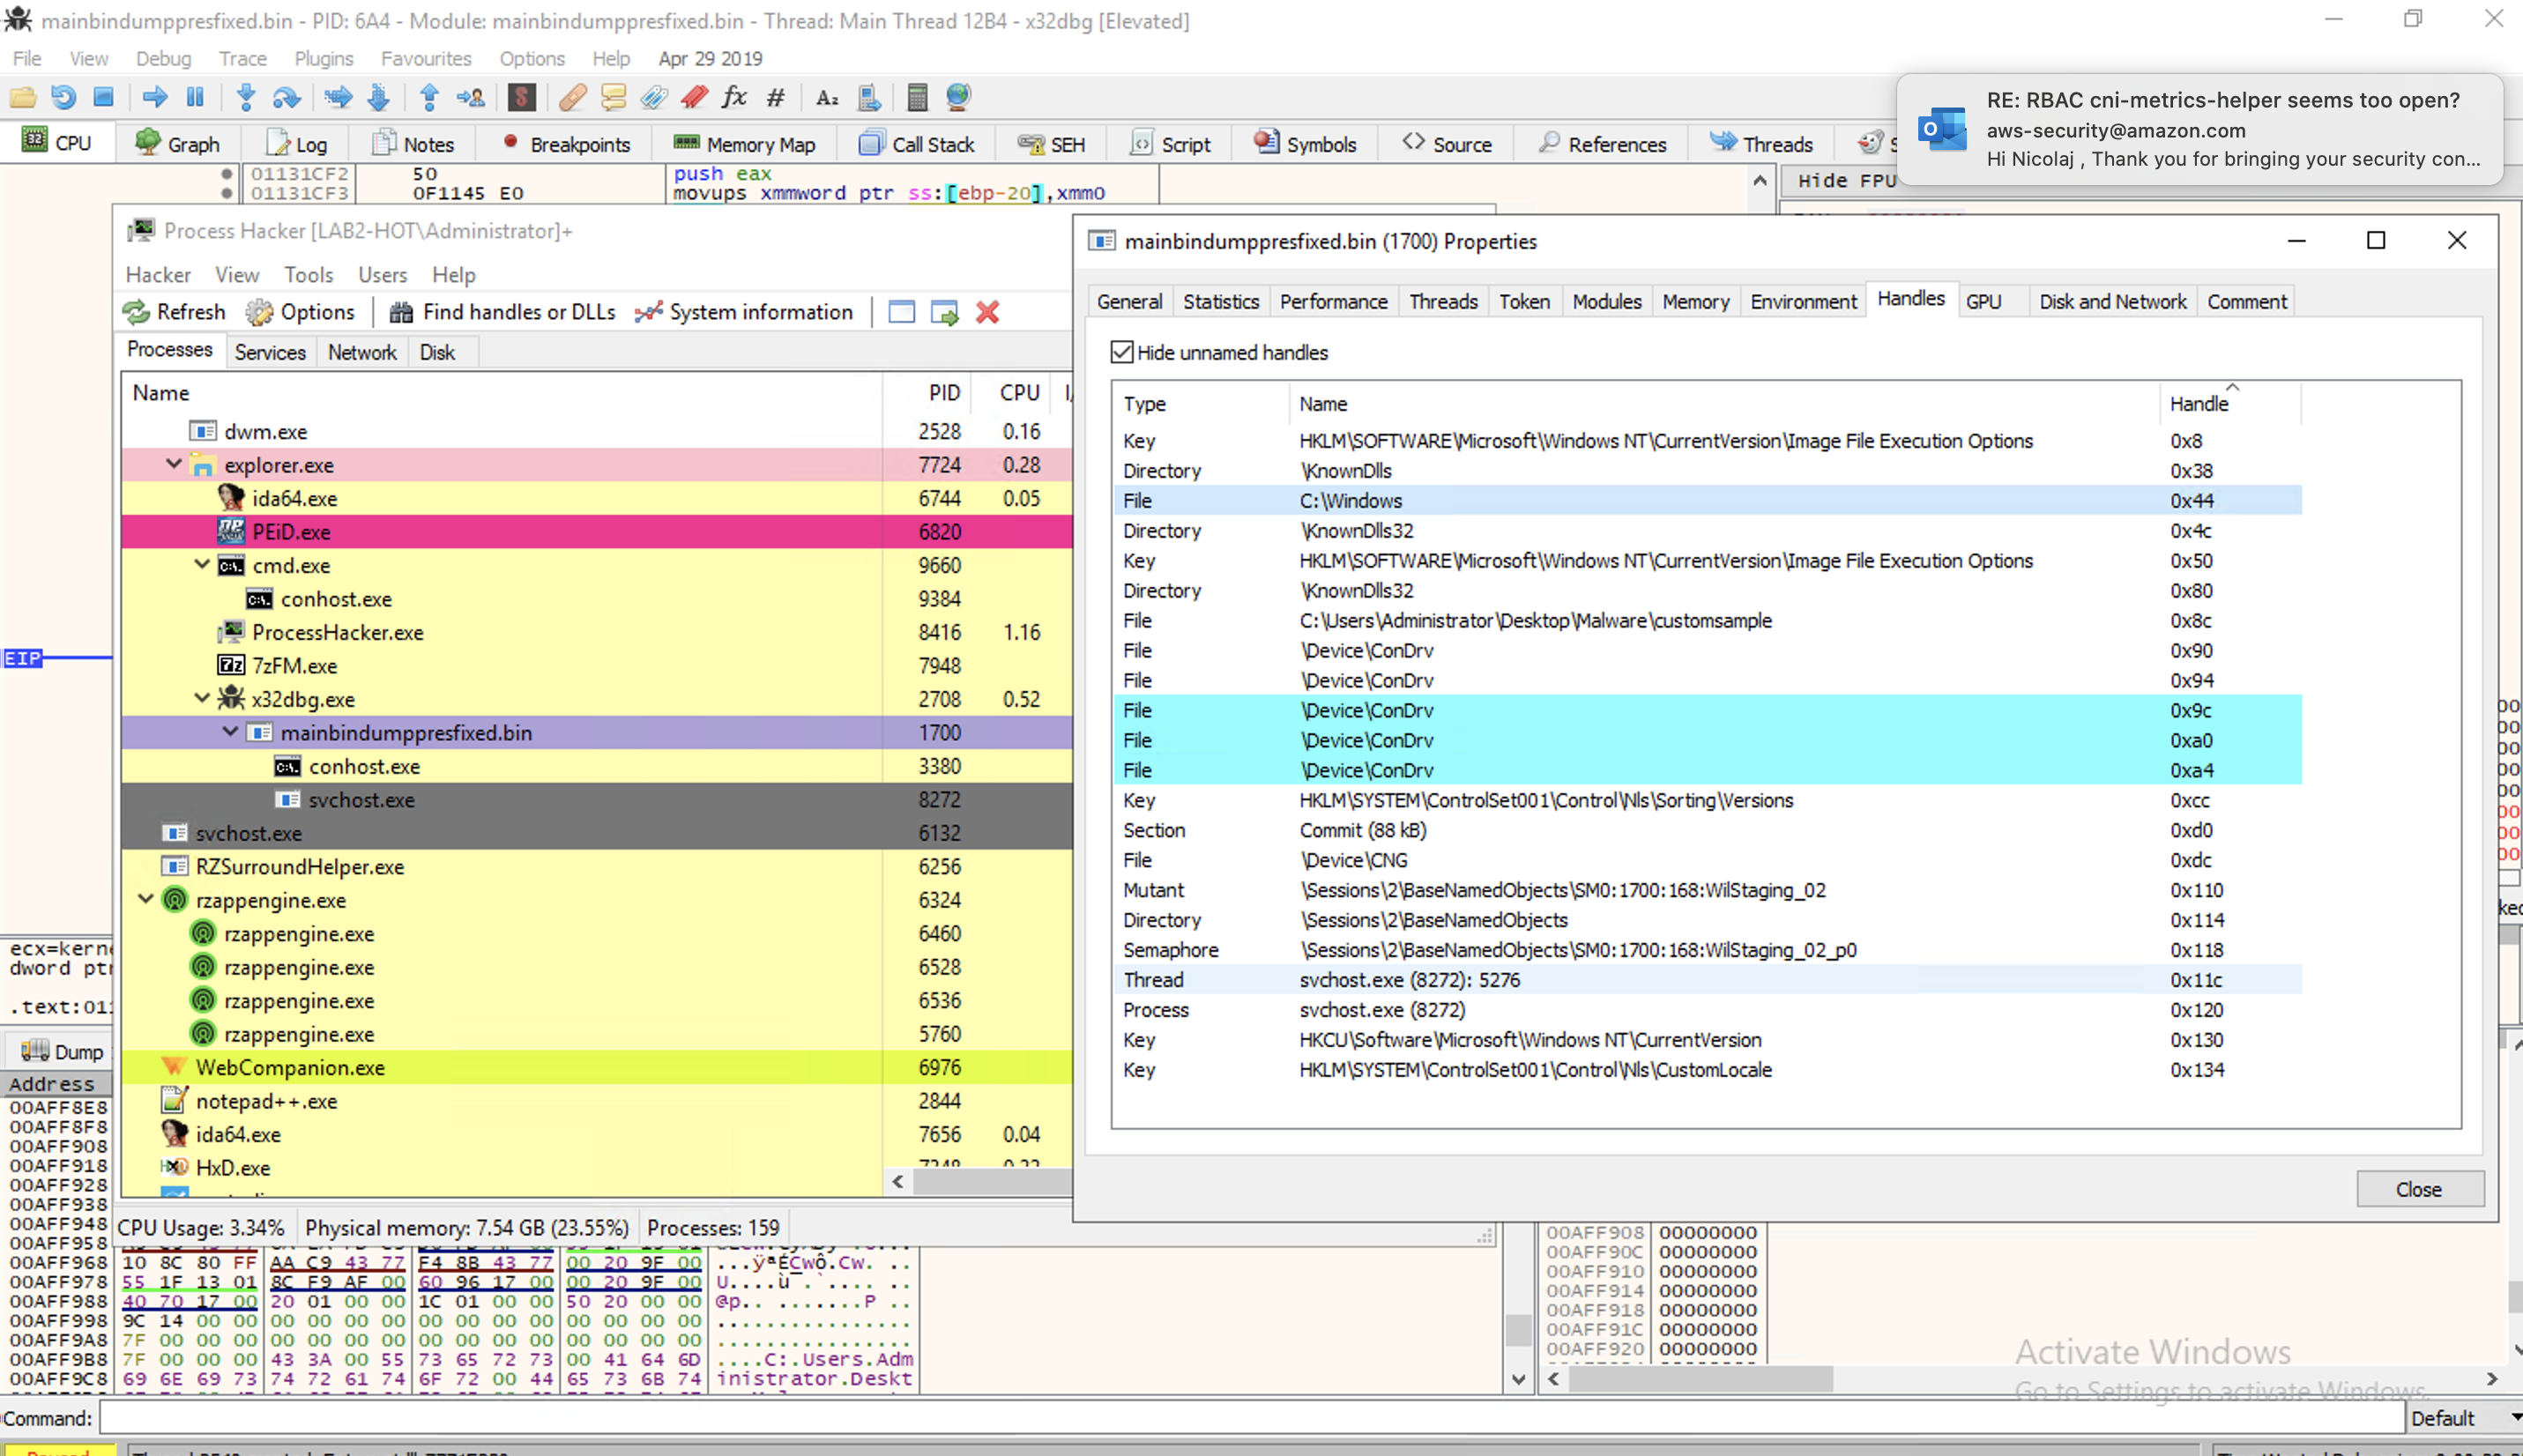 mainbindumppresfixed.bin - PID: 6A4 - Module: mainbindumppresfixed.bin - Thread: Main Thread 12B4 - x32dbg [Elevated]
File View Debug Trace Plugins Favourites Options Help Apr 29 2019
RE: RBAC cni-metrics-helper seems too open?
aws-security@amazon.com
Hi Nicolaj , Thank you for bringing your security con...
CPU Graph Log Notes Breakpoints Memory Map Call Stack SEH Script Symbols Source References Threads
01131CF2 50 push eax
01131CF3 0F1145 E0 movups xmmword ptr ss:[ebp-20],xmm0
Hide FPU
EIP
Process Hacker [LAB2-HOT\Administrator]+
Hacker View Tools Users Help
Refresh Options Find handles or DLLs System information
Processes Services Network Disk
Name PID CPU
dwm.exe 2528 0.16
explorer.exe 7724 0.28
ida64.exe 6744 0.05
PEiD.exe 6820
cmd.exe 9660
conhost.exe 9384
ProcessHacker.exe 8416 1.16
7zFM.exe 7948
x32dbg.exe 2708 0.52
mainbindumppresfixed.bin 1700
conhost.exe 3380
svchost.exe 8272
svchost.exe 6132
RZSurroundHelper.exe 6256
rzappengine.exe 6324
rzappengine.exe 6460
rzappengine.exe 6528
rzappengine.exe 6536
rzappengine.exe 5760
WebCompanion.exe 6976
notepad++.exe 2844
ida64.exe 7656 0.04
HxD.exe
CPU Usage: 3.34% Physical memory: 7.54 GB (23.55%) Processes: 159
mainbindumppresfixed.bin (1700) Properties
General Statistics Performance Threads Token Modules Memory Environment Handles GPU Disk and Network Comment
Hide unnamed handles
Type Name Handle
Key HKLM\SOFTWARE\Microsoft\Windows NT\CurrentVersion\Image File Execution Options 0x8
Directory \KnownDlls 0x38
File C:\Windows 0x44
Directory \KnownDlls32 0x4c
Key HKLM\SOFTWARE\Microsoft\Windows NT\CurrentVersion\Image File Execution Options 0x50
Directory \KnownDlls32 0x80
File C:\Users\Administrator\Desktop\Malware\customsample 0x8c
File \Device\ConDrv 0x90
File \Device\ConDrv 0x94
File \Device\ConDrv 0x9c
File \Device\ConDrv 0xa0
File \Device\ConDrv 0xa4
Key HKLM\SYSTEM\ControlSet001\Control\Nls\Sorting\Versions 0xcc
Section Commit (88 kB) 0xd0
File \Device\CNG 0xdc
Mutant \Sessions\2\BaseNamedObjects\SM0:1700:168:WilStaging_02 0x110
Directory \Sessions\2\BaseNamedObjects 0x114
Semaphore \Sessions\2\BaseNamedObjects\SM0:1700:168:WilStaging_02_p0 0x118
Thread svchost.exe (8272): 5276 0x11c
Process svchost.exe (8272) 0x120
Key HKCU\Software\Microsoft\Windows NT\CurrentVersion 0x130
Key HKLM\SYSTEM\ControlSet001\Control\Nls\CustomLocale 0x134
Close
ecx=kerne
dword ptr
.text:011
Dump
Address
00AFF8E8
00AFF8F8
00AFF908
00AFF918
00AFF928
00AFF938
00AFF948
00AFF958
00AFF968 10 8C 80 FF AA C9 43 77 F4 8B 43 77 00 20 9F 00 ...ÿªÉCwô.Cw. ..
00AFF978 55 1F 13 01 8C F9 AF 00 60 96 17 00 00 20 9F 00
00AFF988 40 70 17 00 20 01 00 00 1C 01 00 00 50 20 00 00 @p.. .......P ..
00AFF998 9C 14 00 00 00 00 00 00 00 00 00 00 00 00 00 00 ................
00AFF9A8 7F 00 00 00 00 00 00 00 00 00 00 00 00 00 00 00 ................
00AFF9B8 7F 00 00 00 43 3A 00 55 73 65 72 73 00 41 64 6D ....C:.Users.Adm
00AFF9C8 69 6E 69 73 74 72 61 74 6F 72 00 44 65 73 6B 74 inistrator.Deskt
00AFF908 00000000
00AFF90C 00000000
00AFF910 00000000
00AFF914 00000000
00AFF918 00000000
00AFF91C 00000000
00AFF920 00000000
Activate Windows
Go to Settings to activate Windows.
Command: Default
Paused